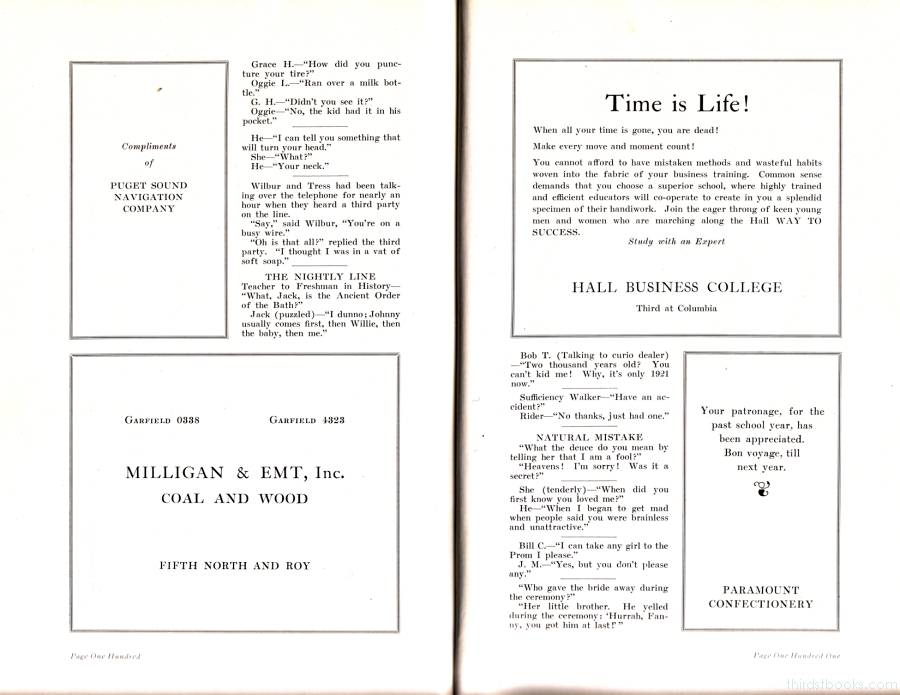 Compliments
of
PUGET SOUND
NAVIGATION
COMPANY
Grace H.—“How did you punc-
ture your tire?”
Oggie L.—“Ran over a milk bot-
tle.”
G. H.—“Didn’t you see it?”
Oggie—“No, the kid had it in his
pocket.”
He—“I can tell you something that
will turn your head.”
She—“What?”
He—“Your neck.”
Wilbur and Tress had been talk-
ing over the telephone for nearly an
hour when they heard a third party
on the line.
“Say,” said Wilbur, “You’re on a
busy wire.”
“Oh is that all?” replied the third
party. “I thought I was in a vat of
soft soap.”
THE NIGHTLY LINE
Teacher to Freshman in History—
“What, Jack, is the Ancient Order
of the Bath?”
Jack (puzzled)—“I dunno; Johnny
usually comes first, then Willie, then
the baby, then me.”
GARFIELD 0338 GARFIELD 4323
MILLIGAN & EMT, Inc.
COAL AND WOOD
FIFTH NORTH AND ROY
Page One Hundred
Time is Life!
When all your time is gone, you are dead!
Make every move and moment count!
You cannot afford to have mistaken methods and wasteful habits
woven into the fabric of your business training. Common sense
demands that you choose a superior school, where highly trained
and efficient educators will co-operate to create in you a splendid
specimen of their handiwork. Join the eager throng of keen young
men and women who are marching along the Hall WAY TO
SUCCESS.
Study with an Expert
HALL BUSINESS COLLEGE
Third at Columbia
Bob T. (Talking to curio dealer)
—“Two thousand years old? You
can’t kid me! Why, it’s only 1921
now.”
Sufficiency Walker—“Have an ac-
cident?”
Rider—“No thanks, just had one.”
NATURAL MISTAKE
“What the deuce do you mean by
telling her that I am a fool?”
“Heavens! I’m sorry! Was it a
secret?”
She (tenderly)—“When did you
first know you loved me?”
He—“When I began to get mad
when people said you were brainless
and unattractive.”
Bill C.—“I can take any girl to the
Prom I please.”
J. M.—“Yes, but you don’t please
any.”
“Who gave the bride away during
the ceremony?”
“Her little brother. He yelled
during the ceremony: ‘Hurrah, Fan-
ny, you got him at last!’”
Your patronage, for the
past school year, has
been appreciated.
Bon voyage, till
next year.
PARAMOUNT
CONFECTIONERY
Page One Hundred One
thirdstbooks.com